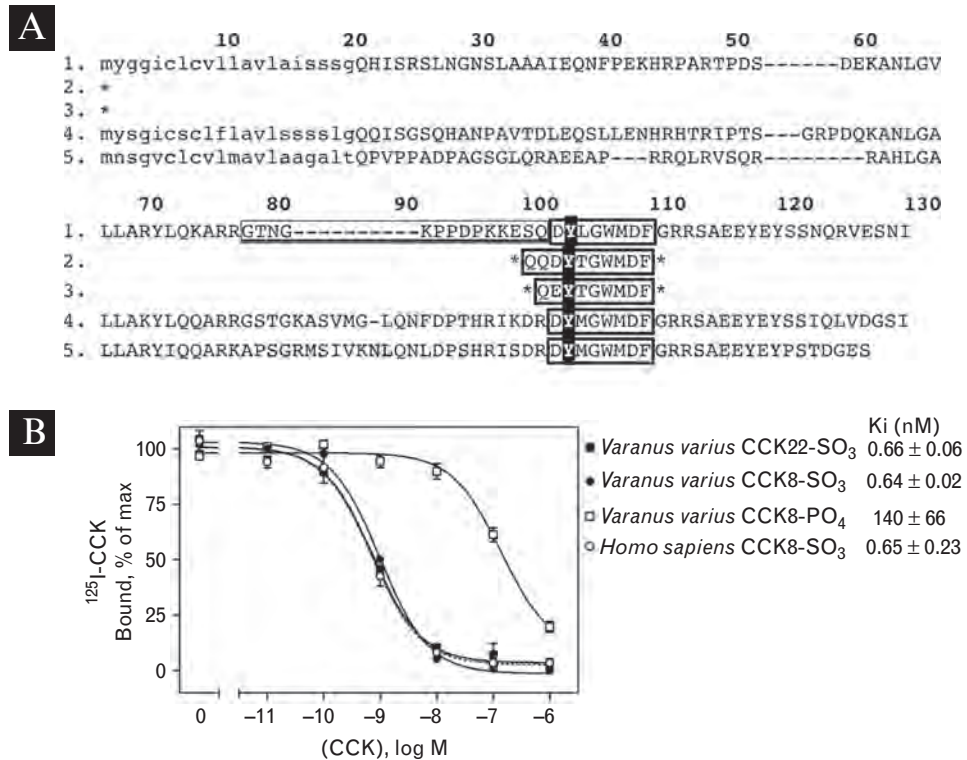 A
10 20 30 40 50 60
1. myggiclcvllavlaisssgQHISRSLNGNSLAAAIEQNFPEKHRPARTPDS------DEKANLGV
2. *
3. *
4. mysgicsclflavlsssslgQQISGSQHANPAVTDLEQSLLENHRHTRIPTS---GRPDQKANLGA
5. mnsgvclcvlmavlaagaltQPVPPADPAGSGLQRAEEAP---RRQLRVSQR--------RAHLGA
70 80 90 100 110 120 130
1. LLARYLQKARRGTNG----------KPPDPKKESQDYLGWMDFGRRSAEEYEYSSNQRVESNI
2. *QQDYTGWMDF*
3. *QEYTGWMDF*
4. LLAKYLQQARRGSTGKASVMG-LQNFDPTHRIKDRDYMGWMDFGRRSAEEYEYSSIQLVDGSI
5. LLARYIQQARKAPSGRMSIVKNLQNLDPSHRISDRDYMGWMDFGRRSAEEYEYPSTDGES
B
Ki (nM)
Varanus varius CCK22-SO3 0.66 ± 0.06
Varanus varius CCK8-SO3 0.64 ± 0.02
Varanus varius CCK8-PO4 140 ± 66
Homo sapiens CCK8-SO3 0.65 ± 0.23
125I-CCK
Bound, % of max
100
75
50
25
0
0 −11 −10 −9 −8 −7 −6
(CCK), log M